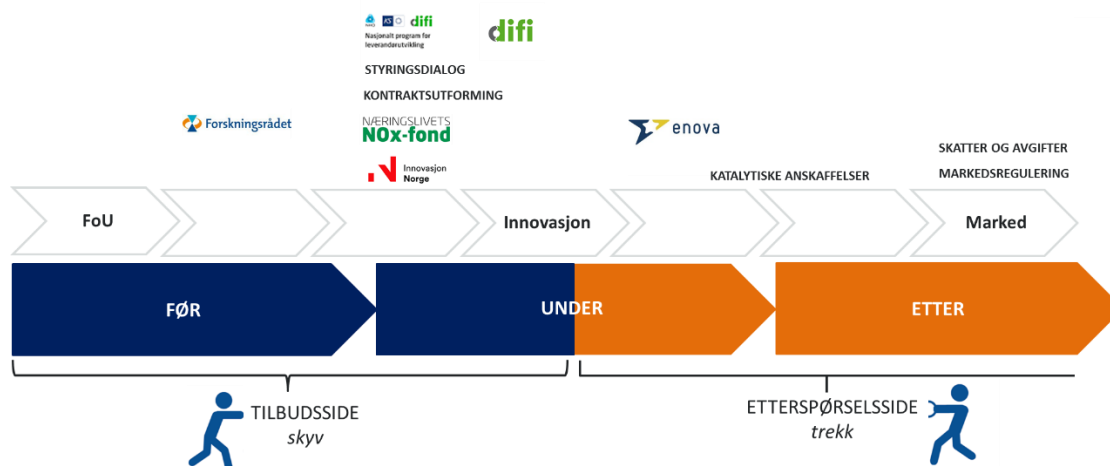 KS
difi
Nasjonalt program for
leverandørutvikling
difi
STYRINGSDIALOG
KONTRAKTSUTFORMING
Forskningsrådet
NÆRINGSLIVETS
NOx-fond
Innovasjon
Norge
enova
KATALYTISKE ANSKAFFELSER
SKATTER OG AVGIFTER
MARKEDSREGULERING
FoU
Innovasjon
Marked
FØR
UNDER
ETTER
TILBUDSSIDE
skyv
ETTERSPØRSELSSIDE
trekk